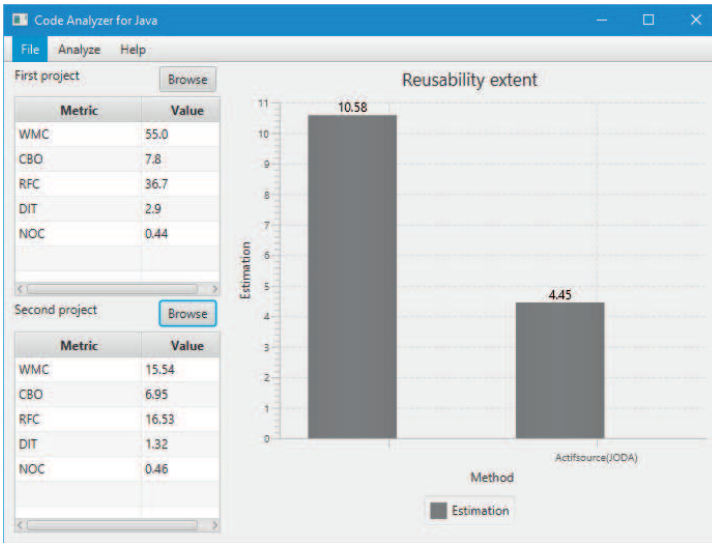 Code Analyzer for Java
File Analyze Help
First project Browse
Metric Value
WMC 55.0
CBO 7.8
RFC 36.7
DIT 2.9
NOC 0.44
Second project Browse
Metric Value
WMC 15.54
CBO 6.95
RFC 16.53
DIT 1.32
NOC 0.46
Reusability extent
Estimation
11
10
9
8
7
6
5
4
3
2
1
0
10.58
4.45
Actifsource(JODA)
Method
Estimation